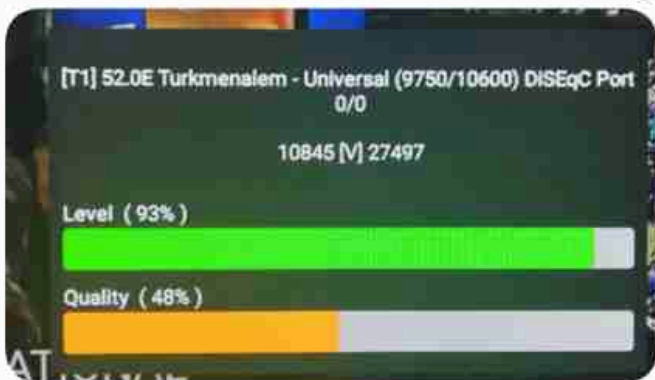 [T1] 52.0E Turkmenalem - Universal (9750/10600) DiSEqC Port
0/0
10845 [V] 27497
Level ( 93% )
Quality ( 48% )